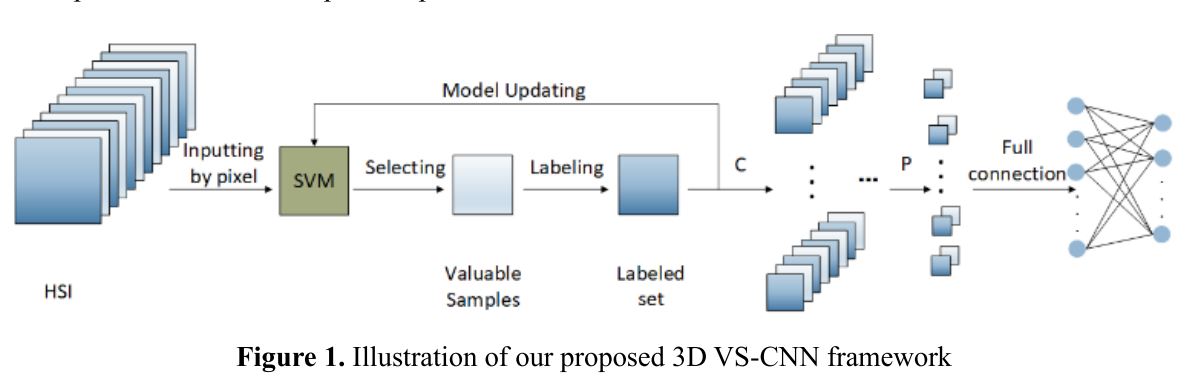 Model Updating
Inputting
by pixel
SVM
Selecting
Labeling
C
P
Full
connection
HSI
Valuable
Samples
Labeled
set
Figure 1. Illustration of our proposed 3D VS-CNN framework